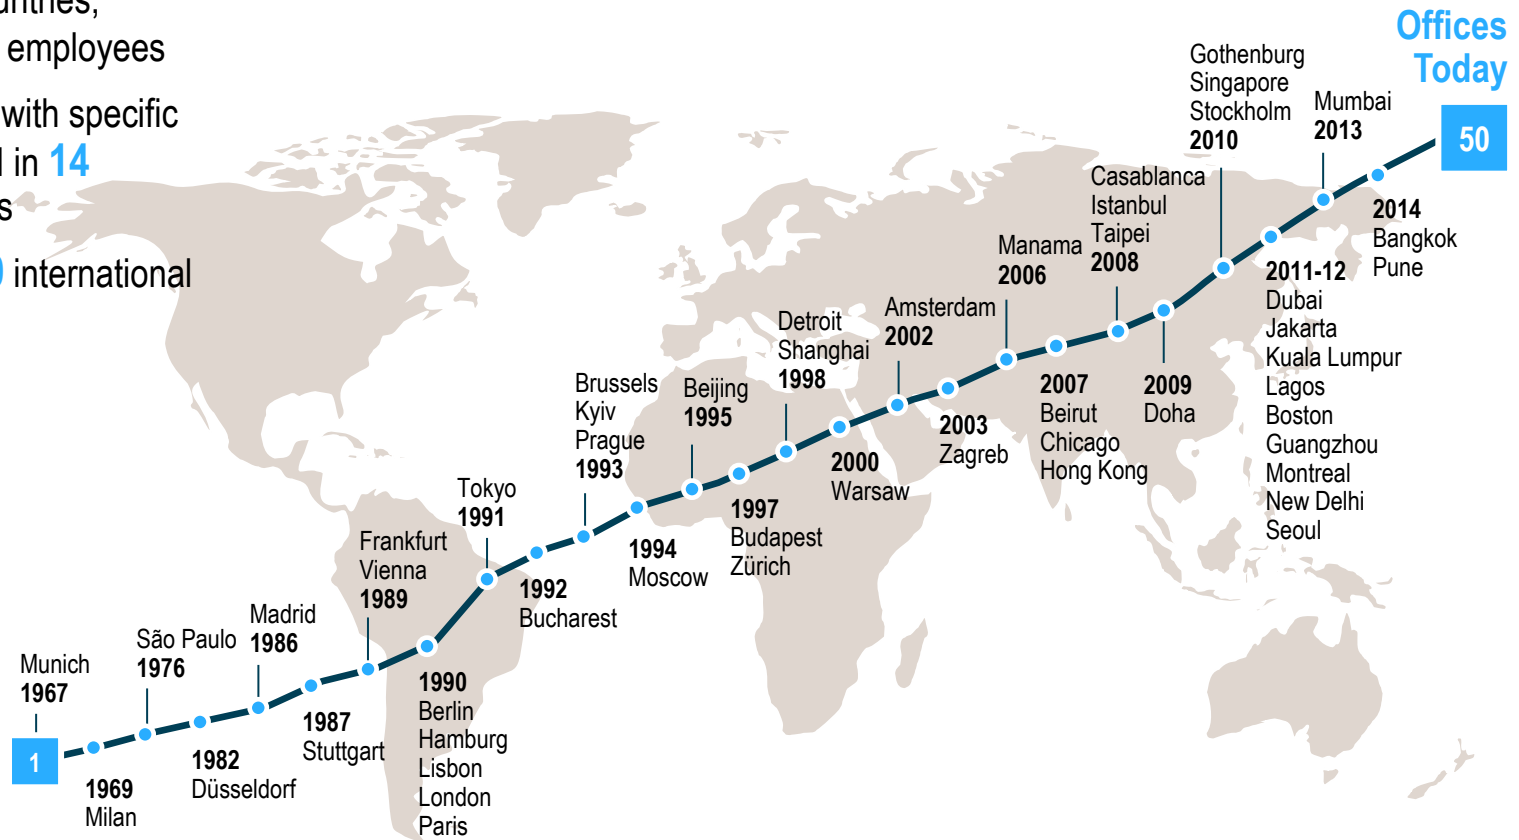 employees
with specific
in 14
international
Offices
Today
50
Munich
1967
1
1969
Milan
São Paulo
1976
1982
Düsseldorf
Madrid
1986
1987
Stuttgart
Frankfurt
Vienna
1989
1990
Berlin
Hamburg
Lisbon
London
Paris
Tokyo
1991
1992
Bucharest
Brussels
Kyiv
Prague
1993
1994
Moscow
Beijing
1995
1997
Budapest
Zürich
Detroit
Shanghai
1998
2000
Warsaw
Amsterdam
2002
2003
Zagreb
Manama
2006
2007
Beirut
Chicago
Hong Kong
Casablanca
Istanbul
Taipei
2008
2009
Doha
Gothenburg
Singapore
Stockholm
2010
2011-12
Dubai
Jakarta
Kuala Lumpur
Lagos
Boston
Guangzhou
Montreal
New Delhi
Seoul
Mumbai
2013
2014
Bangkok
Pune